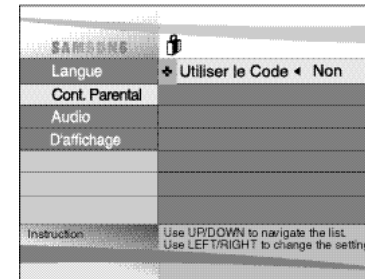 SAMSUNG
Langue
Utiliser le Code ◂ Non
Cont. Parental
Audio
D'affichage
Instruction
Use UP/DOWN to navigate the list.
Use LEFT/RIGHT to change the setting